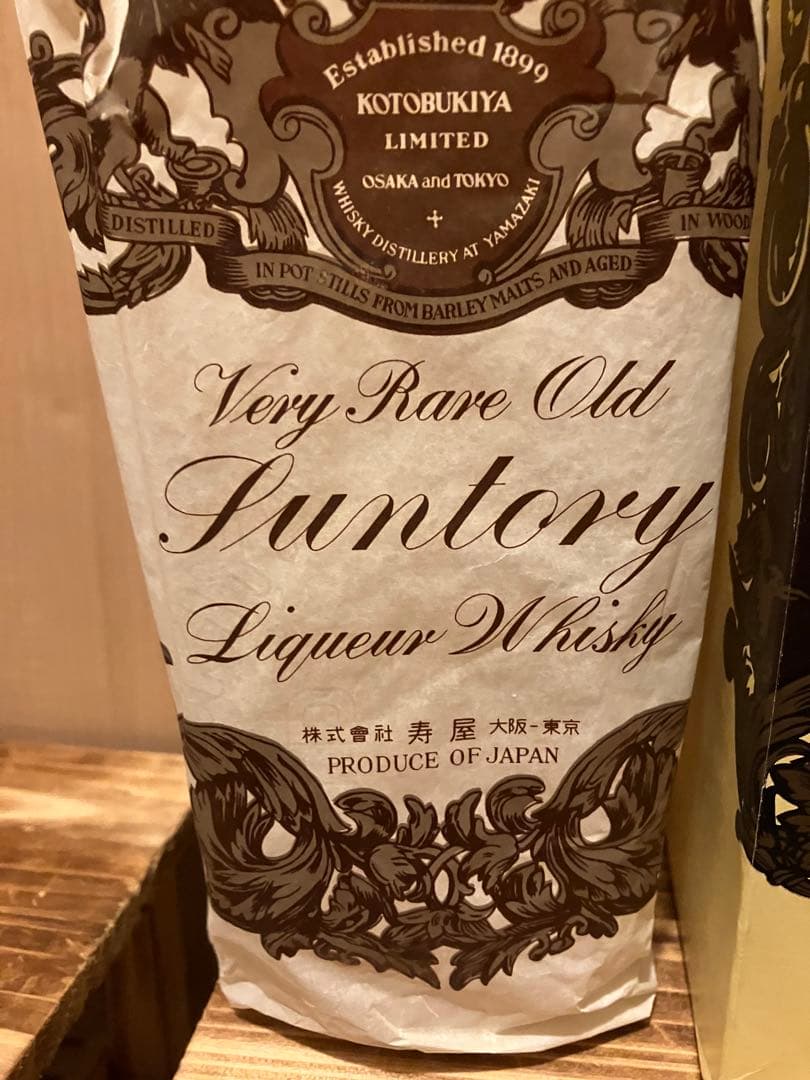 Established 1899
KOTOBUKIYA
LIMITED
OSAKA and TOKYO
WHISKY DISTILLERY AT YAMAZAKI
DISTILLED IN POT STILLS FROM BARLEY MALTS AND AGED IN WOOD
Very Rare Old
Suntory
Liqueur Whisky
株式會社 寿屋 大阪-東京
PRODUCE OF JAPAN